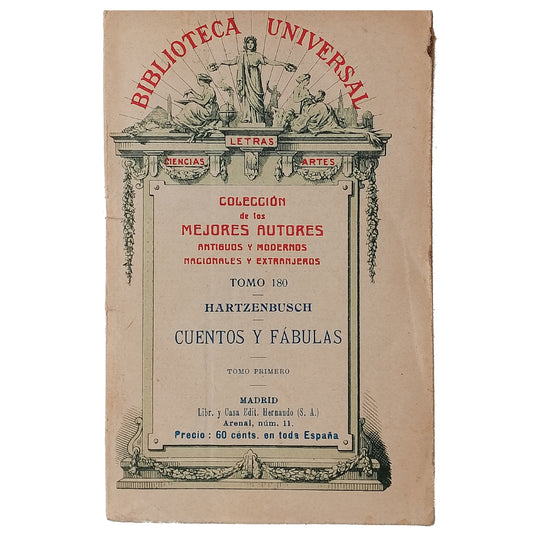 BIBLIOTECA UNIVERSAL
LETRAS
CIENCIAS
ARTES
COLECCIÓN
de los
MEJORES AUTORES
ANTIGUOS Y MODERNOS
NACIONALES Y EXTRANJEROS
TOMO 180
HARTZENBUSCH
CUENTOS Y FÁBULAS
TOMO PRIMERO
MADRID
Libr. y Casa Edit. Hernando (S. A.)
Arenal, núm. 11.
Precio: 60 cénts. en toda España